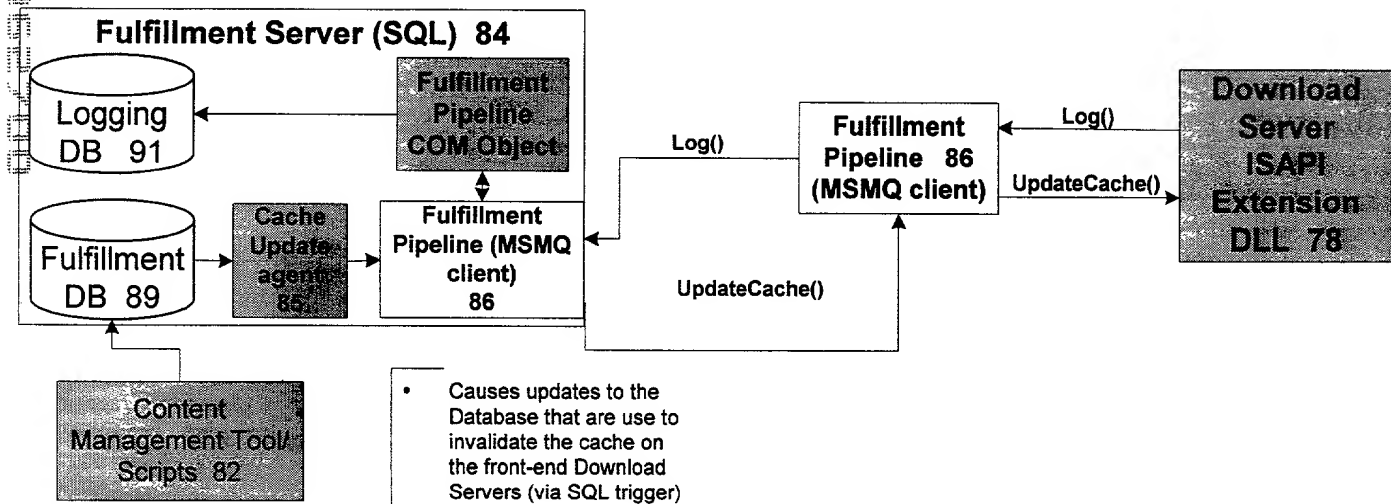 Fulfillment Server (SQL) 84
Logging
DB 91
Fulfillment
Pipeline
COM Object
Fulfillment
DB 89
Cache
Update
agent
85
Fulfillment
Pipeline (MSMQ
client)
86
Log()
UpdateCache()
Fulfillment
Pipeline 86
(MSMQ client)
Log()
UpdateCache()
Download
Server
ISAPI
Extension
DLL 78
Content
Management Tool/
Scripts 82
• Causes updates to the
Database that are use to
invalidate the cache on
the front-end Download
Servers (via SQL trigger)